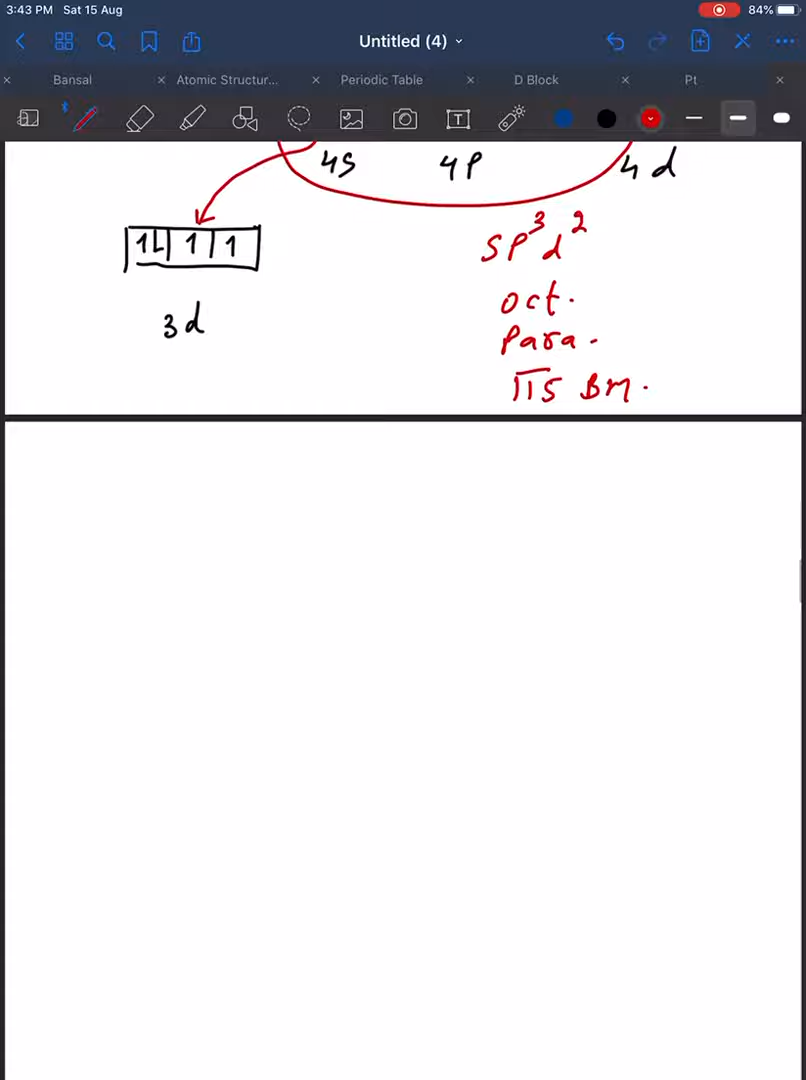 3:43 PM Sat 15 Aug
84%
Untitled (4)
Bansal
Atomic Structur...
Periodic Table
D Block
Pt
T
4S 4P 4 d
1L 1 1
SP³d²
3d
Oct.
Para.
√15 BM.